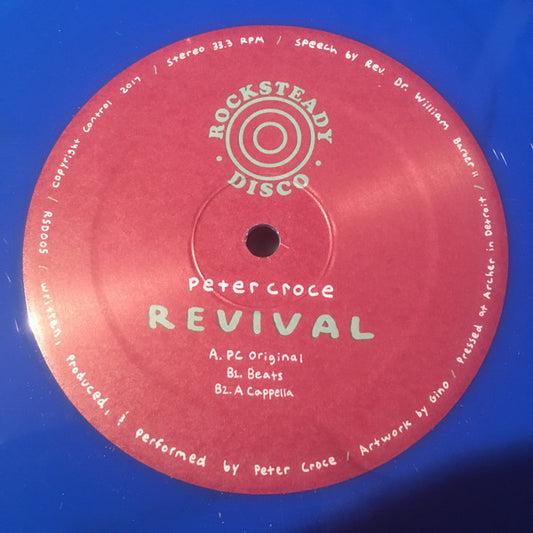 ROCKSTEADY
DISCO
Peter Croce
REVIVAL
A. PC Original
B1. Beats
B2. A Cappella
RSD005 / Copyright Control 2017 / Stereo 33.3 RPM / Speech by Rev. Dr. William Barber II / Pressed at Archer in Detroit / Artwork by Gino / written, produced, & performed by Peter Croce /